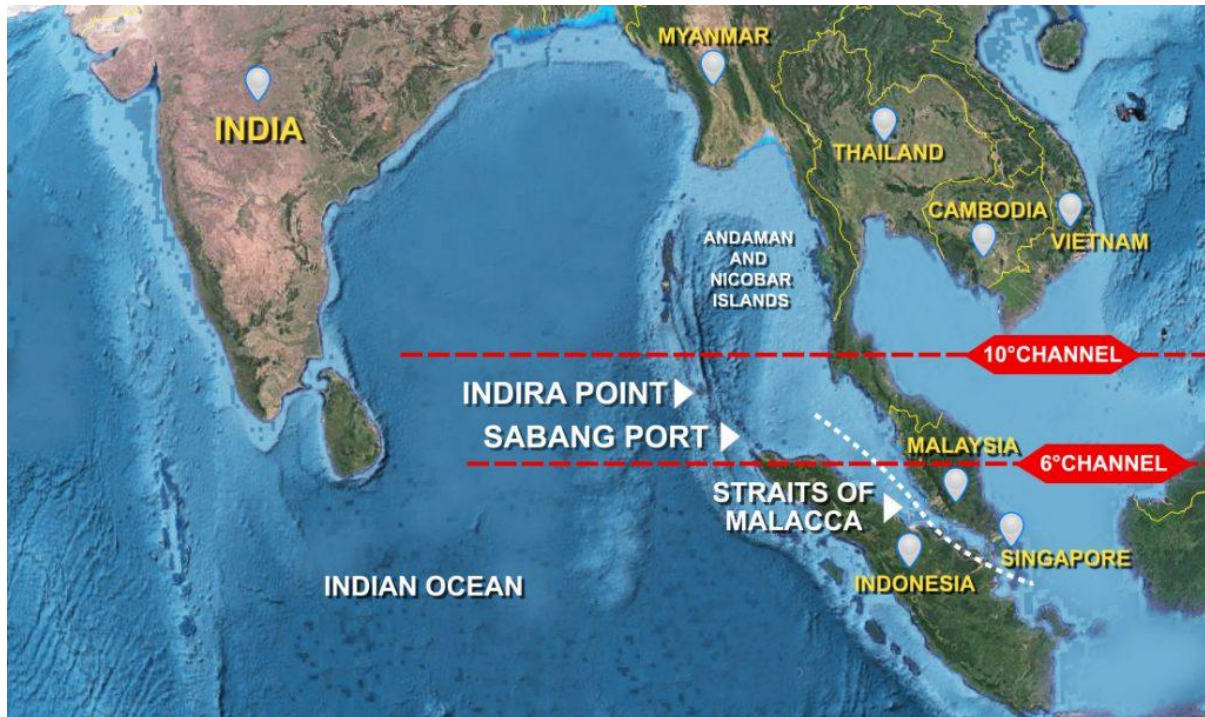 MYANMAR
INDIA
THAILAND
CAMBODIA
VIETNAM
ANDAMAN
AND
NICOBAR
ISLANDS
10°CHANNEL
INDIRA POINT
SABANG PORT
MALAYSIA
6°CHANNEL
STRAITS OF
MALACCA
SINGAPORE
INDONESIA
INDIAN OCEAN